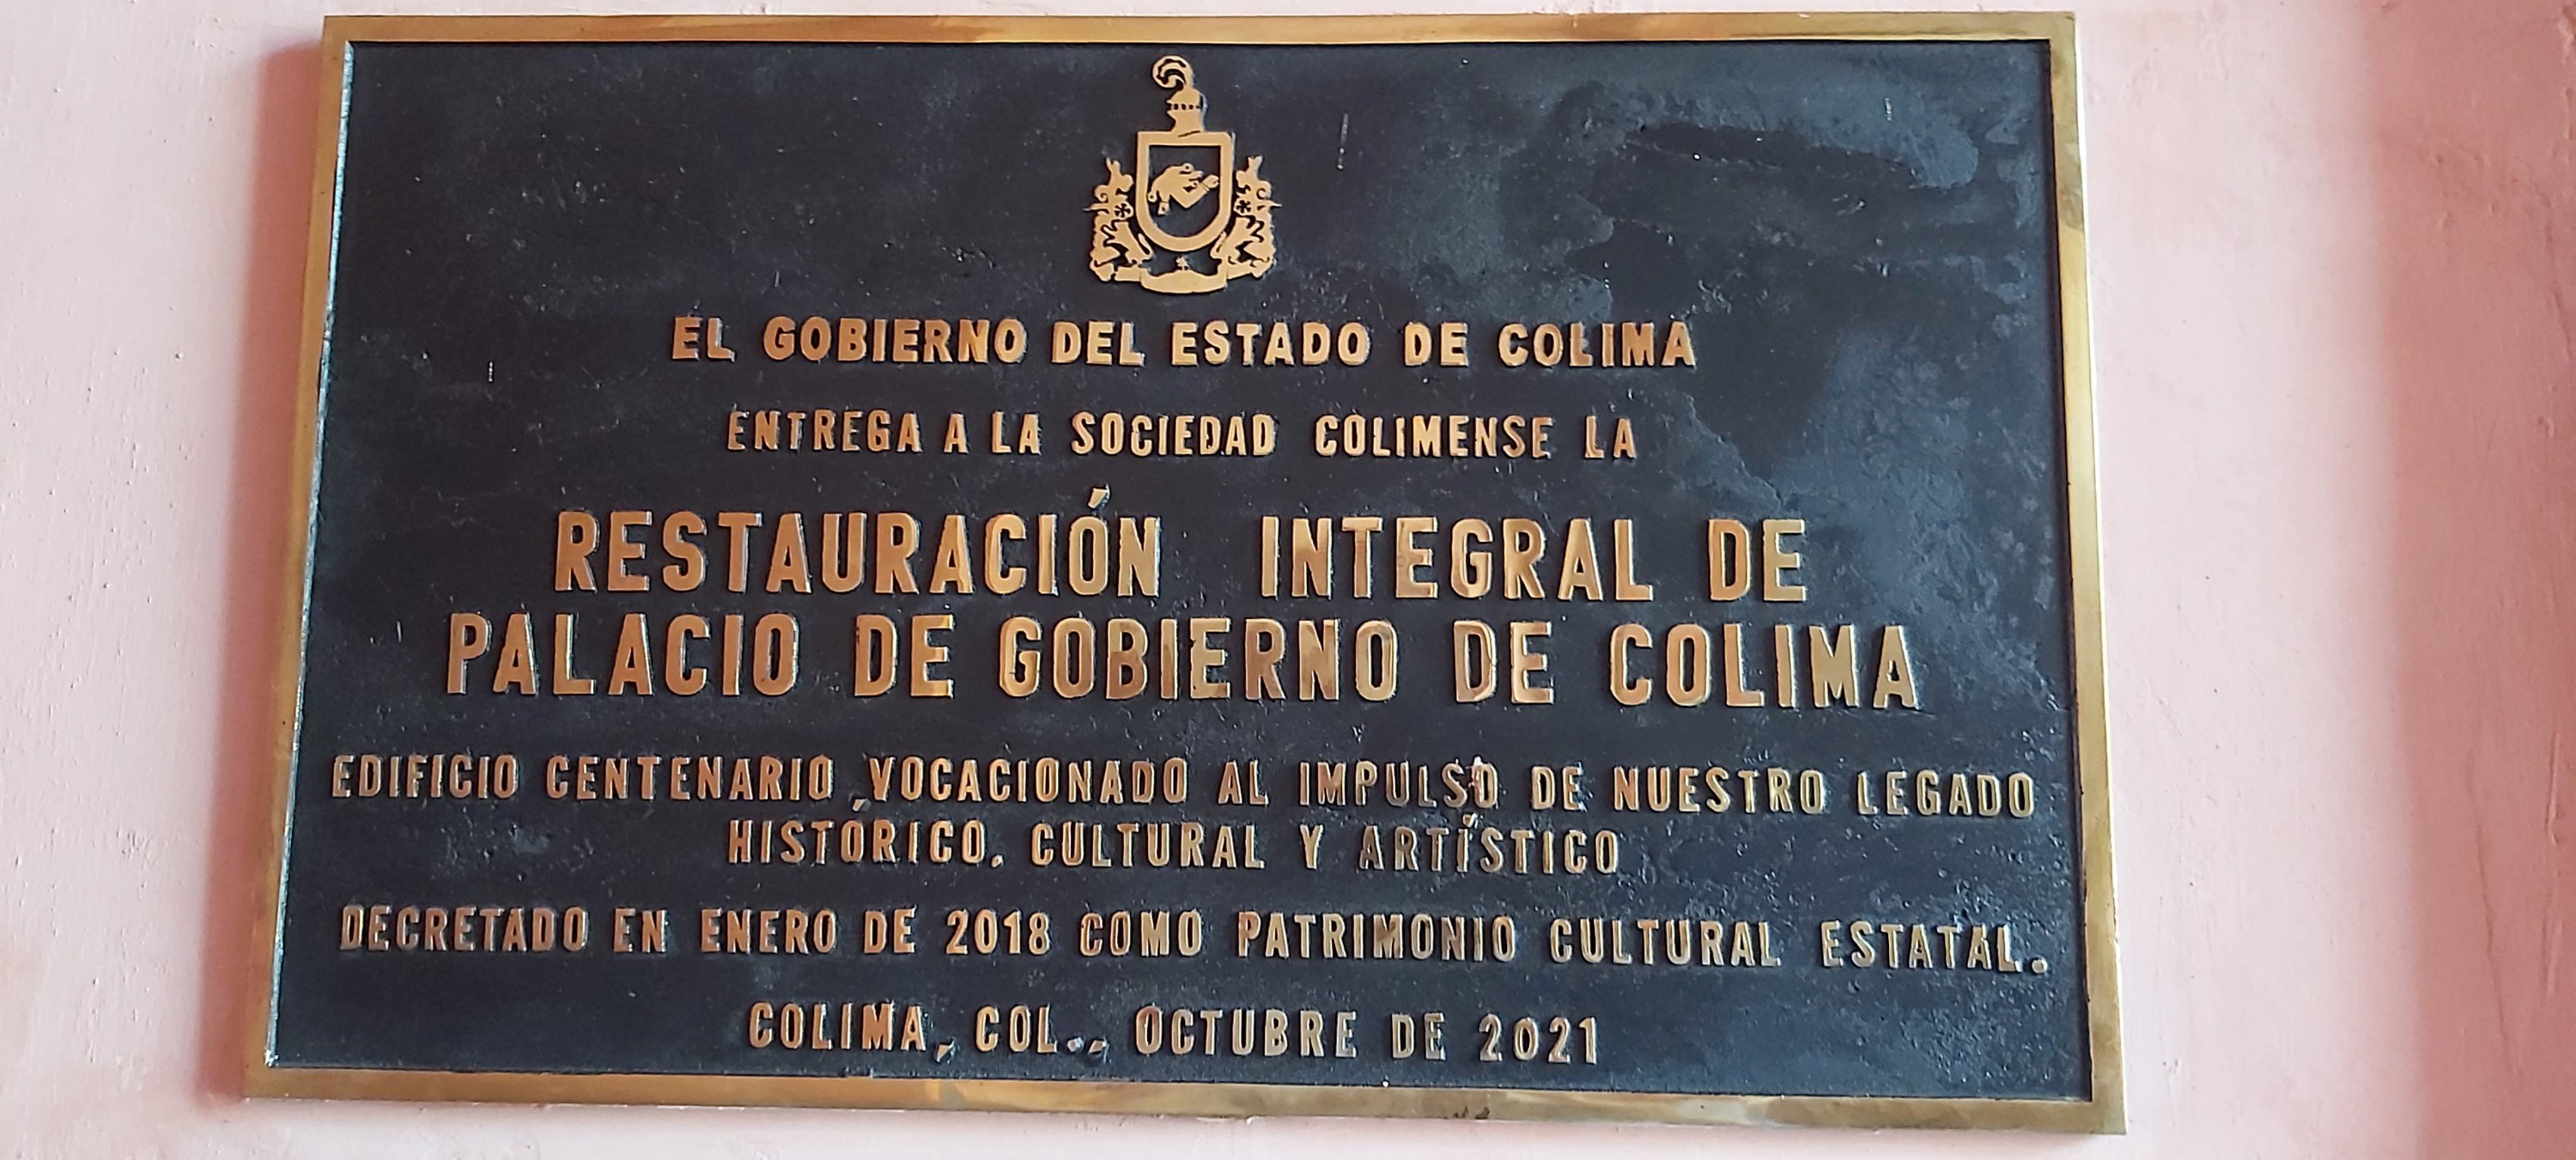 EL GOBIERNO DEL ESTADO DE COLIMA
ENTREGA A LA SOCIEDAD COLIMENSE LA
RESTAURACIÓN INTEGRAL DE
PALACIO DE GOBIERNO DE COLIMA
EDIFICIO CENTENARIO ,VOCACIONADO AL IMPULSO DE NUESTRO LEGADO
HISTÓRICO. CULTURAL Y ARTÍSTICO
DECRETADO EN ENERO DE 2018 COMO PATRIMONIO CULTURAL ESTATAL.
COLIMA, COL., OCTUBRE DE 2021